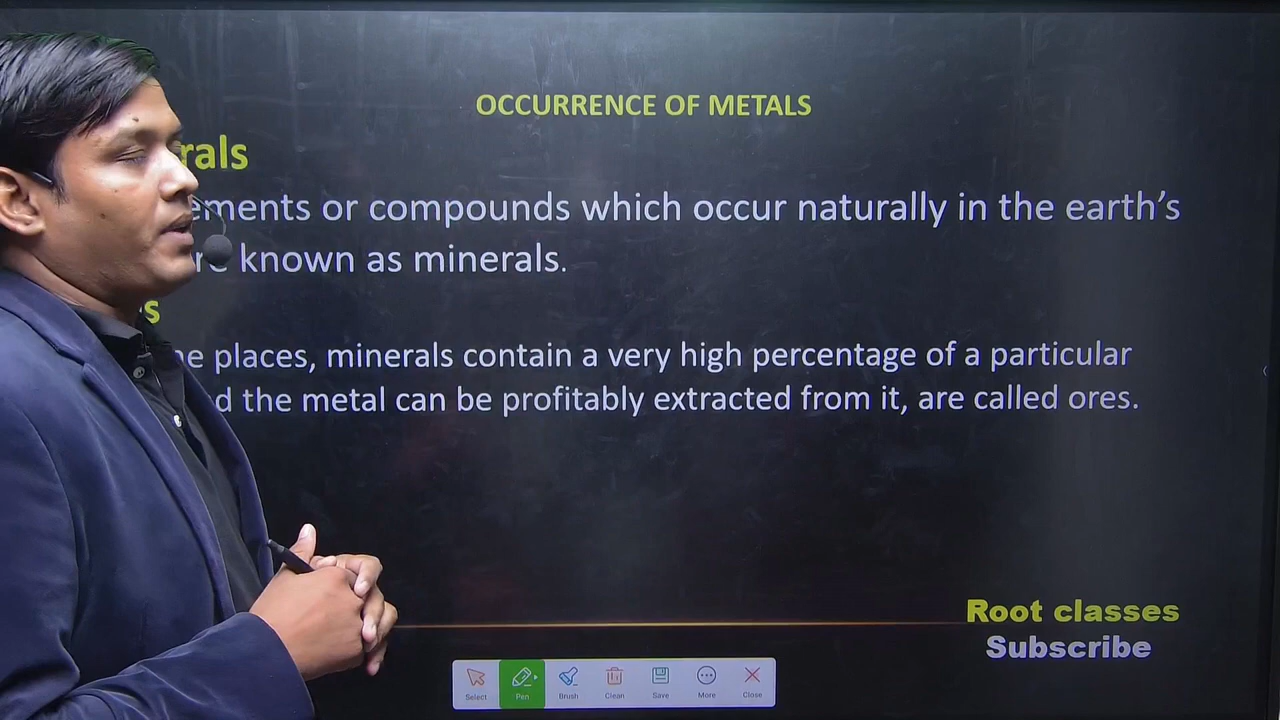 OCCURRENCE OF METALS
rals
ements or compounds which occur naturally in the earth's
re known as minerals.
s
e places, minerals contain a very high percentage of a particular
d the metal can be profitably extracted from it, are called ores.
Root classes
Subscribe
Select Pen Brush Clean Save More Close